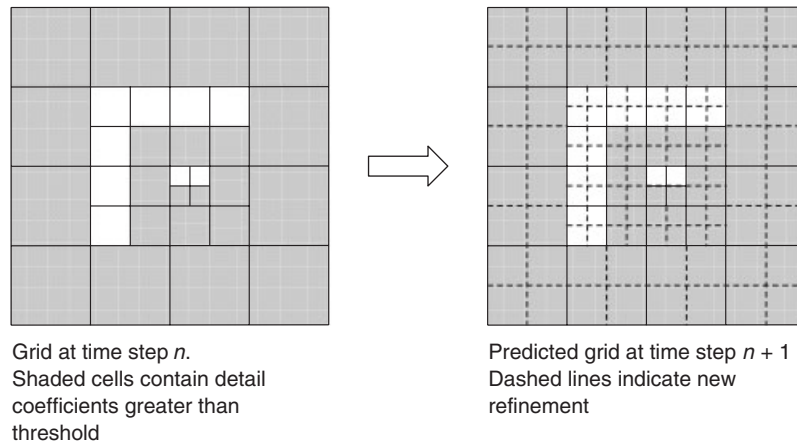 Grid at time step n.
Shaded cells contain detail
coefficients greater than
threshold
Predicted grid at time step n + 1
Dashed lines indicate new
refinement